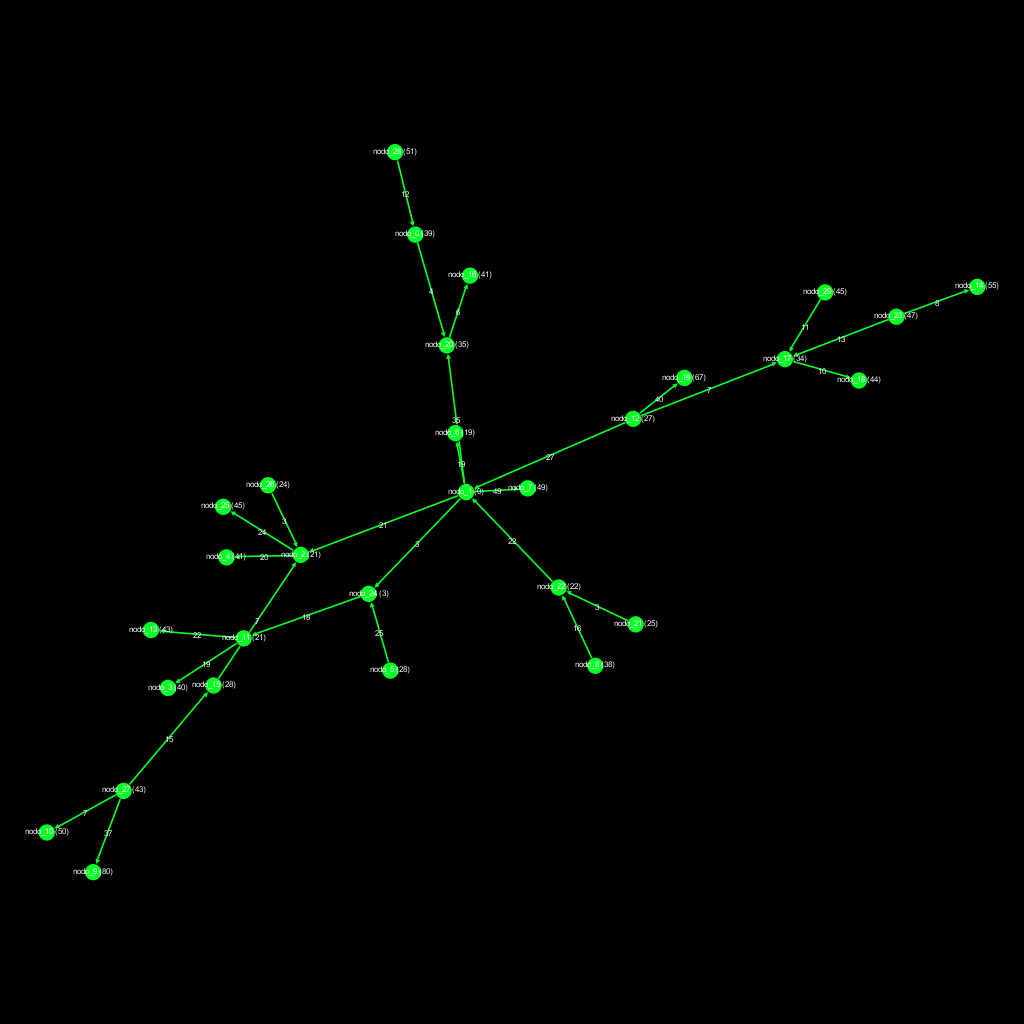 nodo_28 (51)
12
nodo_0 (39)
nodo_16 (41)
nodo_14 (55)
nodo_29 (45)
4
8
6
nodo_23 (47)
11
13
nodo_20 (35)
nodo_17 (34)
10
nodo_19 (67)
nodo_18 (44)
7
40
nodo_12 (27)
35
nodo_6 (19)
27
19
nodo_26 (24)
nodo_7 (49)
nodo_1 (0)
49
nodo_25 (45)
3
21
24
22
3
nodo_2 (21)
nodo_4 (41)
20
nodo_22 (22)
nodo_24 (3)
3
18
7
nodo_21 (25)
16
nodo_13 (43)
25
22
nodo_11 (21)
19
nodo_8 (38)
nodo_5 (28)
nodo_3 (40)
nodo_15 (28)
15
nodo_27 (43)
7
nodo_10 (50)
37
nodo_9 (80)